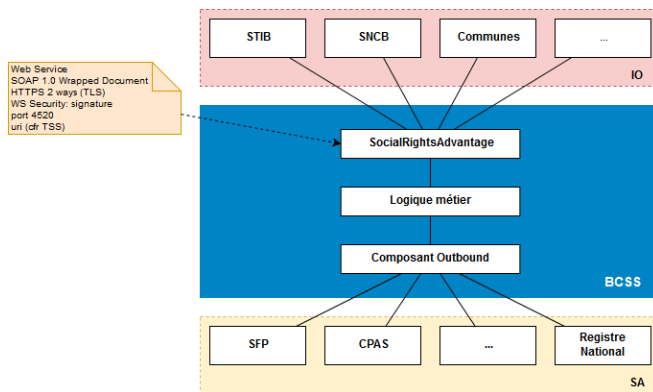 STIB
SNCB
Communes
...
IO
Web Service
SOAP 1.0 Wrapped Document
HTTPS 2 ways (TLS)
WS Security: signature
port 4520
uri (cfr TSS)
SocialRightsAdvantage
Logique métier
Composant Outbound
BCSS
SFP
CPAS
...
Registre
National
SA